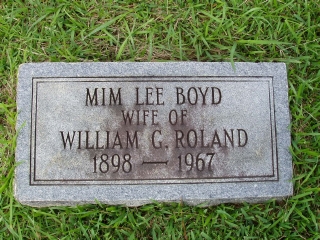 MIM LEE BOYD
WIFE OF
WILLIAM G. ROLAND
1898 — 1967